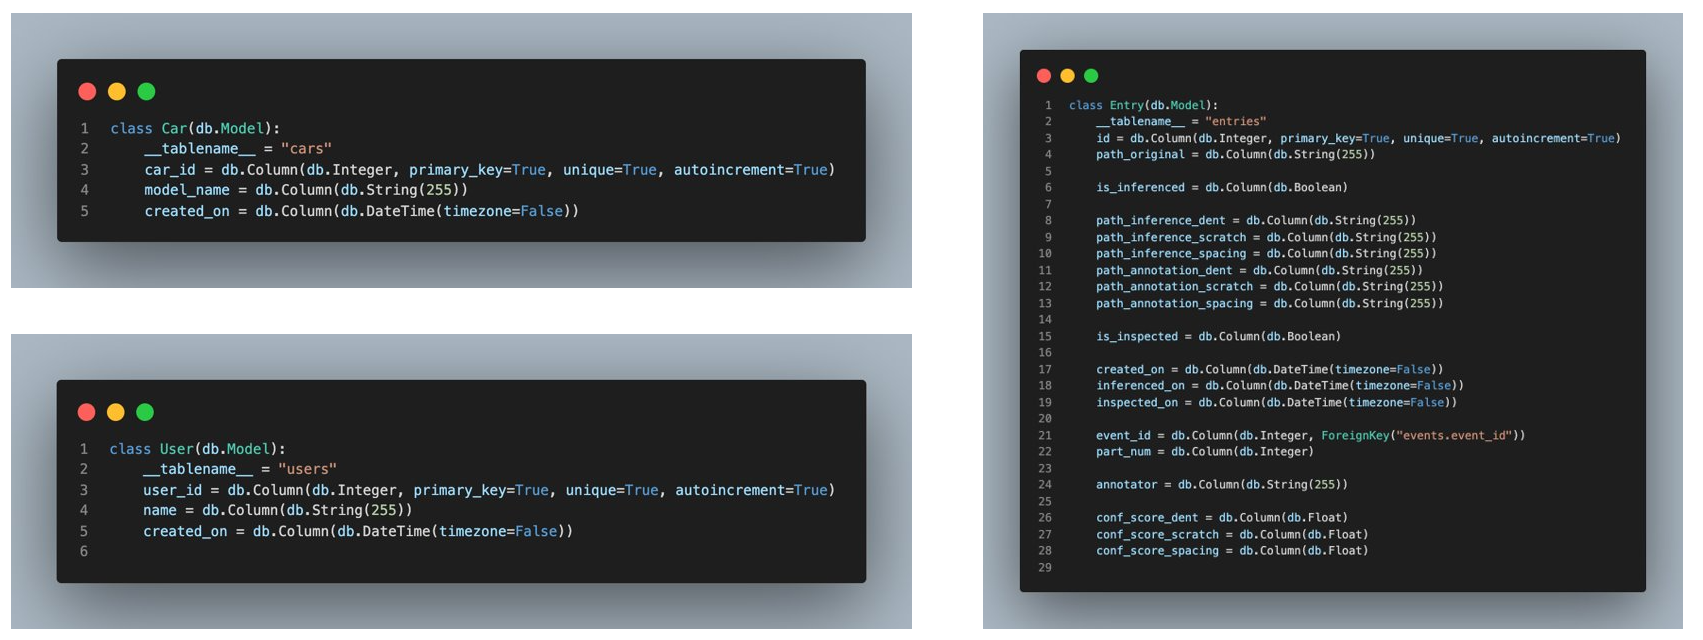 1 class Car(db.Model):
2     __tablename__ = "cars"
3     car_id = db.Column(db.Integer, primary_key=True, unique=True, autoincrement=True)
4     model_name = db.Column(db.String(255))
5     created_on = db.Column(db.DateTime(timezone=False))
1 class User(db.Model):
2     __tablename__ = "users"
3     user_id = db.Column(db.Integer, primary_key=True, unique=True, autoincrement=True)
4     name = db.Column(db.String(255))
5     created_on = db.Column(db.DateTime(timezone=False))
6
1 class Entry(db.Model):
2     __tablename__ = "entries"
3     id = db.Column(db.Integer, primary_key=True, unique=True, autoincrement=True)
4     path_original = db.Column(db.String(255))
5
6     is_inferenced = db.Column(db.Boolean)
7
8     path_inference_dent = db.Column(db.String(255))
9     path_inference_scratch = db.Column(db.String(255))
10     path_inference_spacing = db.Column(db.String(255))
11     path_annotation_dent = db.Column(db.String(255))
12     path_annotation_scratch = db.Column(db.String(255))
13     path_annotation_spacing = db.Column(db.String(255))
14
15     is_inspected = db.Column(db.Boolean)
16
17     created_on = db.Column(db.DateTime(timezone=False))
18     inferenced_on = db.Column(db.DateTime(timezone=False))
19     inspected_on = db.Column(db.DateTime(timezone=False))
20
21     event_id = db.Column(db.Integer, ForeignKey("events.event_id"))
22     part_num = db.Column(db.Integer)
23
24     annotator = db.Column(db.String(255))
25
26     conf_score_dent = db.Column(db.Float)
27     conf_score_scratch = db.Column(db.Float)
28     conf_score_spacing = db.Column(db.Float)
29